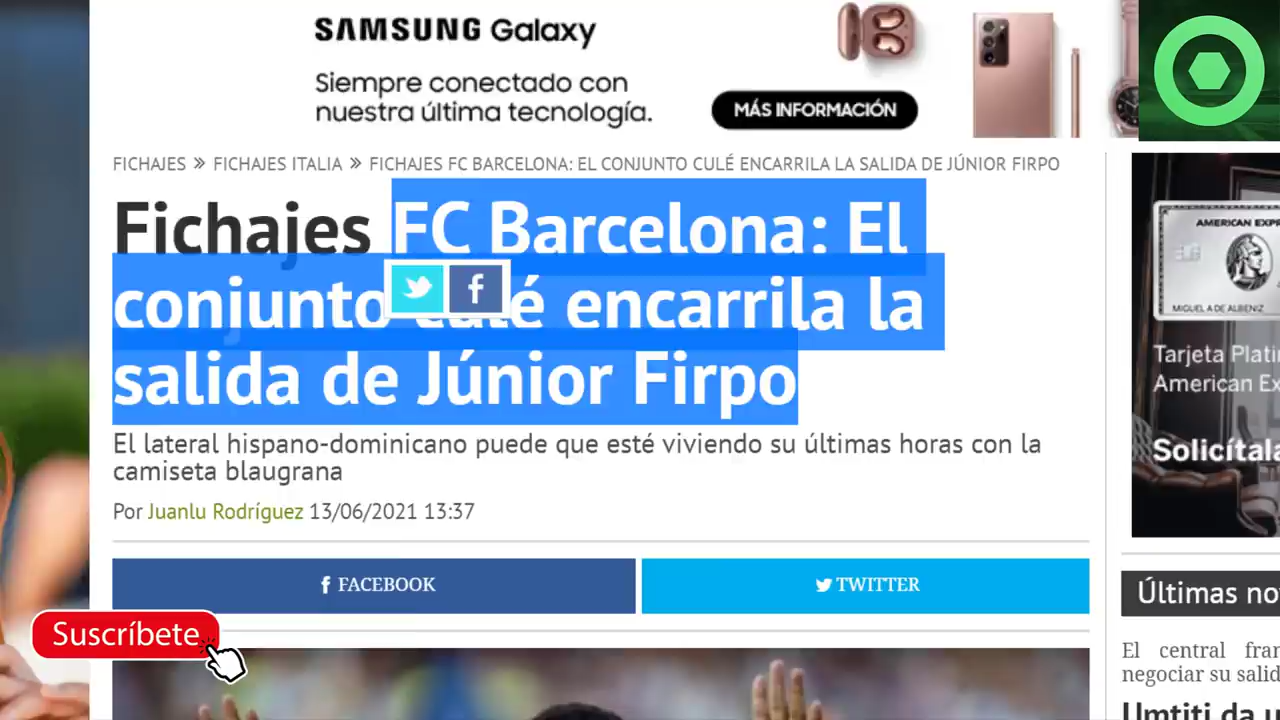 SAMSUNG Galaxy
Siempre conectado con
nuestra última tecnología.
MÁS INFORMACIÓN
FICHAJES » FICHAJES ITALIA » FICHAJES FC BARCELONA: EL CONJUNTO CULÉ ENCARRILA LA SALIDA DE JÚNIOR FIRPO
Fichajes FC Barcelona: El
conjunto culé encarrila la
salida de Júnior Firpo
El lateral hispano-dominicano puede que esté viviendo su últimas horas con la
camiseta blaugrana
Por Juanlu Rodríguez 13/06/2021 13:37
FACEBOOK
TWITTER
Suscríbete
AMERICAN EXPR
MIGUEL A DE ALBENIZ
Tarjeta Plati
American Ex
Solicítala
Últimas no
El central fran
negociar su salid
Umtiti da u